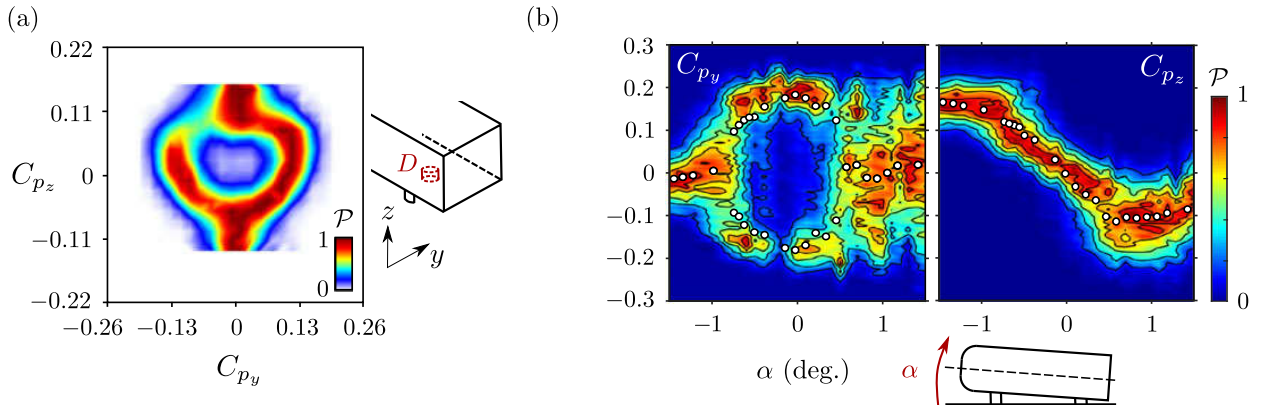 (a)
0.22
0.11
0
−0.11
−0.22
C_{p_z}
−0.26 −0.13 0 0.13 0.26
C_{p_y}
𝒫
1
0
D
z
y
(b)
0.3
0.2
0.1
0
−0.1
−0.2
−0.3
C_{p_y}
C_{p_z}
𝒫
1
0
−1 0 1
−1 0 1
α (deg.)
α